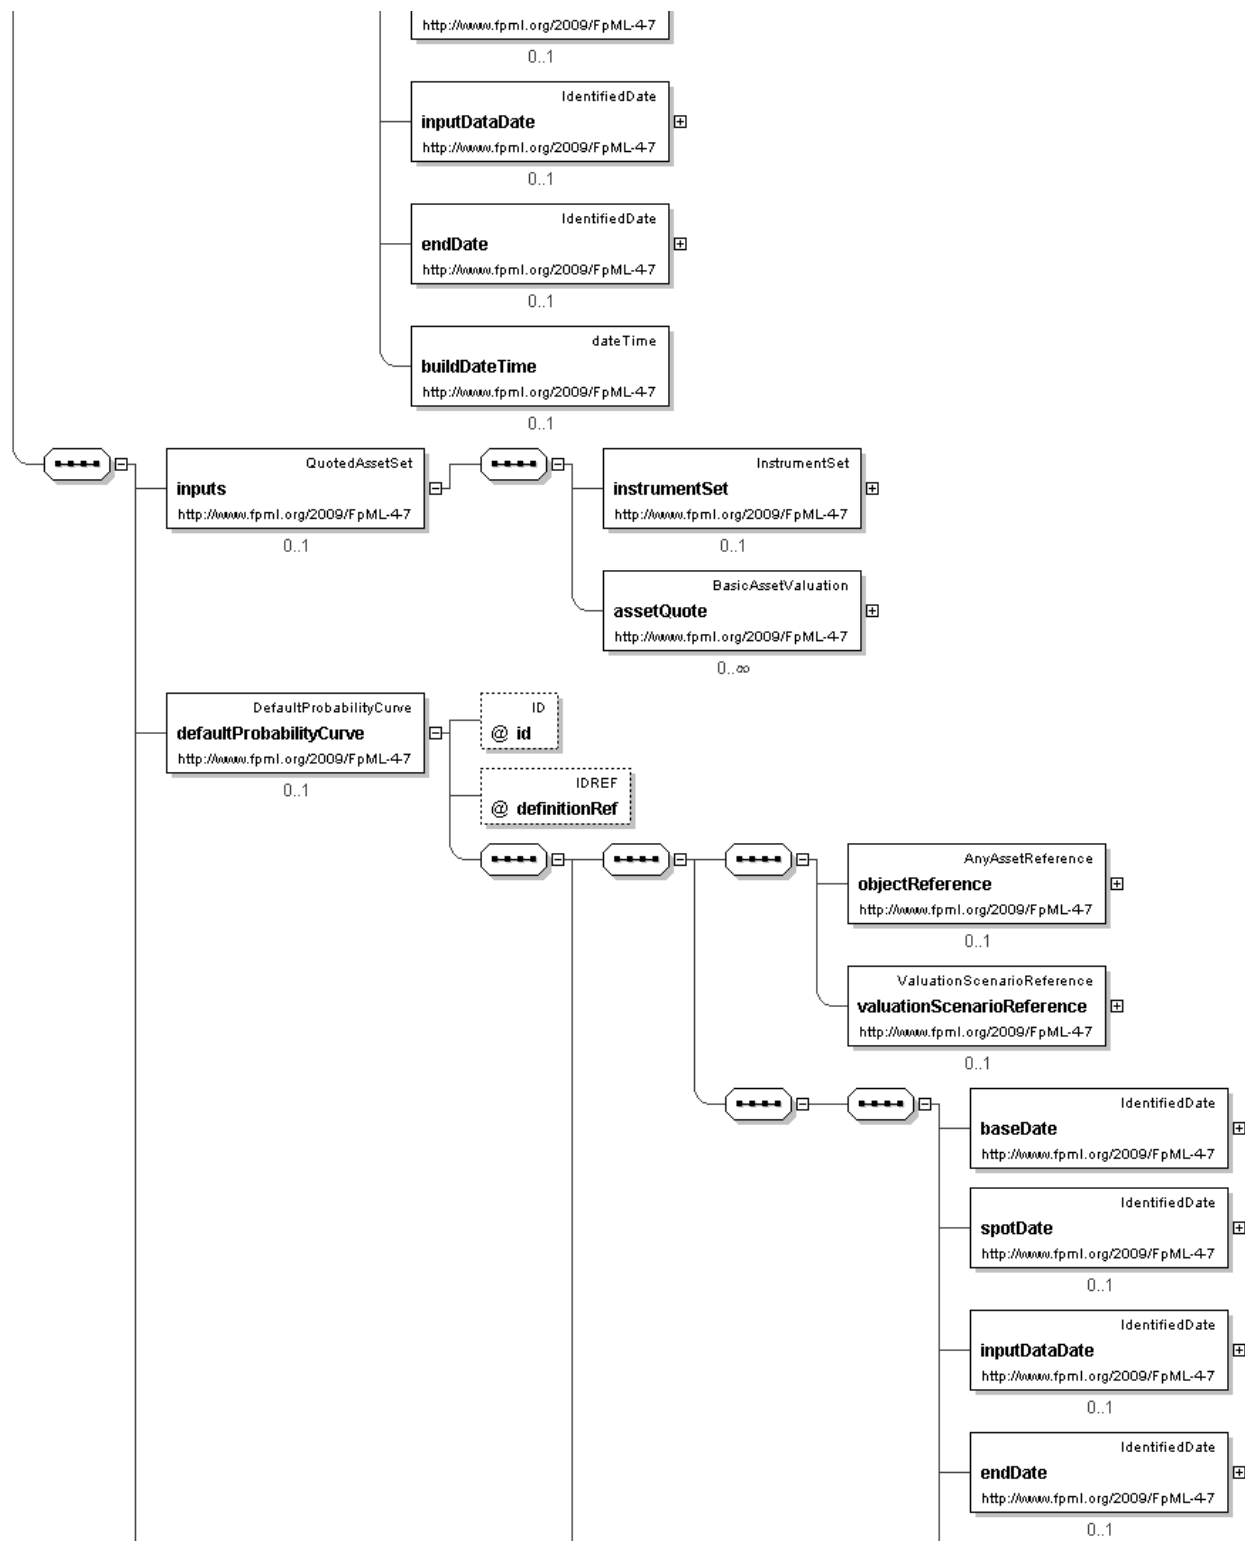 http://www.fpml.org/2009/FpML-4-7
0..1
IdentifiedDate
inputDataDate
http://www.fpml.org/2009/FpML-4-7
0..1
IdentifiedDate
endDate
http://www.fpml.org/2009/FpML-4-7
0..1
dateTime
buildDateTime
http://www.fpml.org/2009/FpML-4-7
0..1
QuotedAssetSet
inputs
http://www.fpml.org/2009/FpML-4-7
0..1
InstrumentSet
instrumentSet
http://www.fpml.org/2009/FpML-4-7
0..1
BasicAssetValuation
assetQuote
http://www.fpml.org/2009/FpML-4-7
0..∞
DefaultProbabilityCurve
defaultProbabilityCurve
http://www.fpml.org/2009/FpML-4-7
0..1
ID
@ id
IDREF
@ definitionRef
AnyAssetReference
objectReference
http://www.fpml.org/2009/FpML-4-7
0..1
ValuationScenarioReference
valuationScenarioReference
http://www.fpml.org/2009/FpML-4-7
0..1
IdentifiedDate
baseDate
http://www.fpml.org/2009/FpML-4-7
IdentifiedDate
spotDate
http://www.fpml.org/2009/FpML-4-7
0..1
IdentifiedDate
inputDataDate
http://www.fpml.org/2009/FpML-4-7
0..1
IdentifiedDate
endDate
http://www.fpml.org/2009/FpML-4-7
0..1